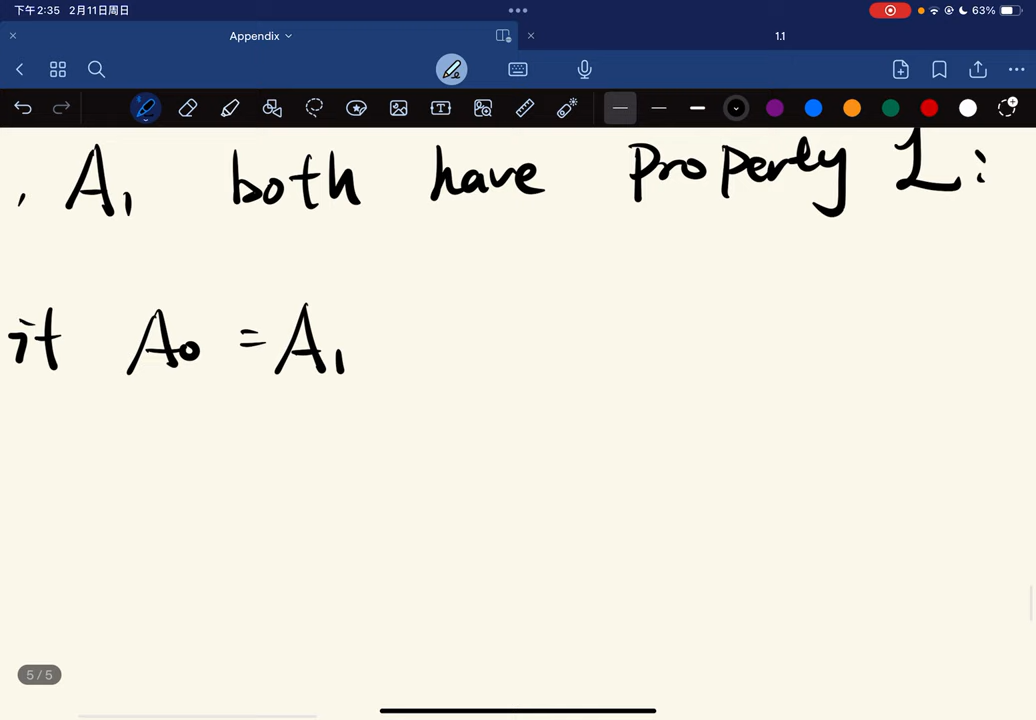 下午2:35 2月11日周日
63%
Appendix
1.1
, A₁ both have Property L:
it A₀ = A₁
5 / 5